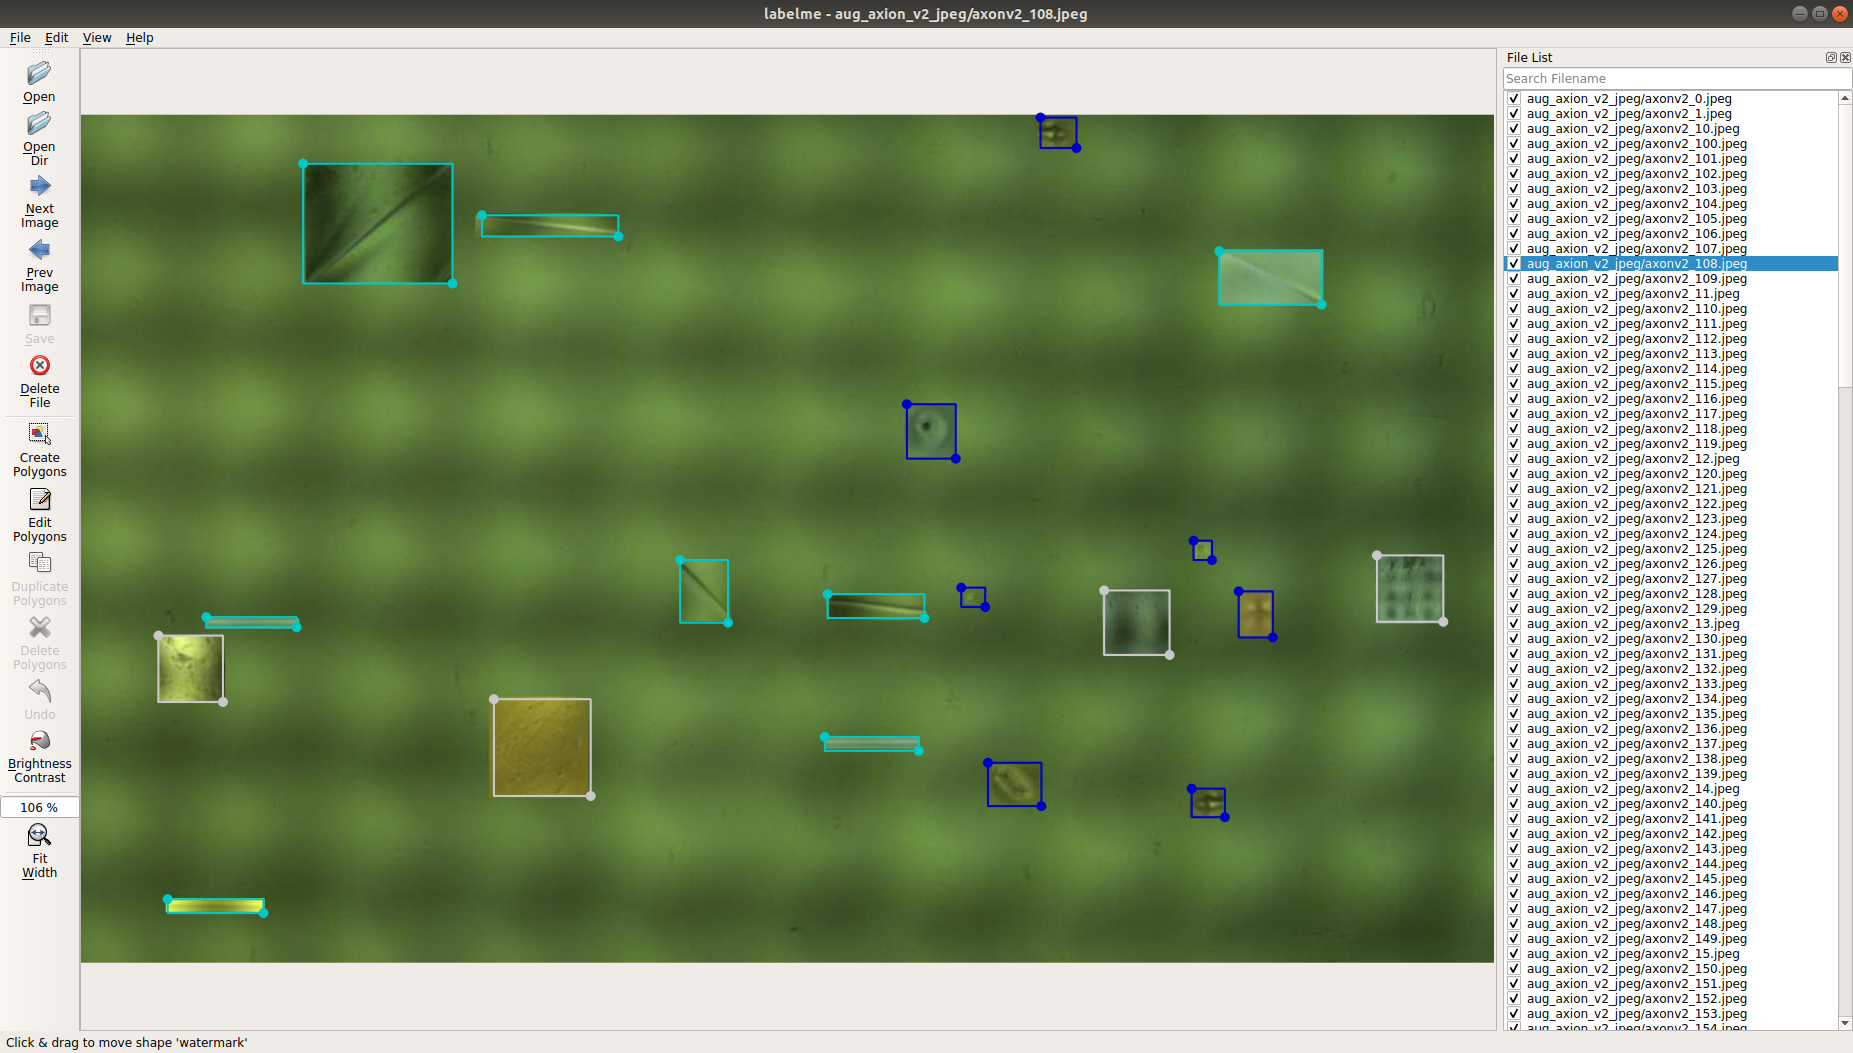 labelme - aug_axion_v2_jpeg/axonv2_108.jpeg
File Edit View Help
Open
Open
Dir
Next
Image
Prev
Image
Save
Delete
File
Create
Polygons
Edit
Polygons
Duplicate
Polygons
Delete
Polygons
Undo
Brightness
Contrast
106 %
Fit
Width
File List
Search Filename
aug_axion_v2_jpeg/axonv2_0.jpeg
aug_axion_v2_jpeg/axonv2_1.jpeg
aug_axion_v2_jpeg/axonv2_10.jpeg
aug_axion_v2_jpeg/axonv2_100.jpeg
aug_axion_v2_jpeg/axonv2_101.jpeg
aug_axion_v2_jpeg/axonv2_102.jpeg
aug_axion_v2_jpeg/axonv2_103.jpeg
aug_axion_v2_jpeg/axonv2_104.jpeg
aug_axion_v2_jpeg/axonv2_105.jpeg
aug_axion_v2_jpeg/axonv2_106.jpeg
aug_axion_v2_jpeg/axonv2_107.jpeg
aug_axion_v2_jpeg/axonv2_108.jpeg
aug_axion_v2_jpeg/axonv2_109.jpeg
aug_axion_v2_jpeg/axonv2_11.jpeg
aug_axion_v2_jpeg/axonv2_110.jpeg
aug_axion_v2_jpeg/axonv2_111.jpeg
aug_axion_v2_jpeg/axonv2_112.jpeg
aug_axion_v2_jpeg/axonv2_113.jpeg
aug_axion_v2_jpeg/axonv2_114.jpeg
aug_axion_v2_jpeg/axonv2_115.jpeg
aug_axion_v2_jpeg/axonv2_116.jpeg
aug_axion_v2_jpeg/axonv2_117.jpeg
aug_axion_v2_jpeg/axonv2_118.jpeg
aug_axion_v2_jpeg/axonv2_119.jpeg
aug_axion_v2_jpeg/axonv2_12.jpeg
aug_axion_v2_jpeg/axonv2_120.jpeg
aug_axion_v2_jpeg/axonv2_121.jpeg
aug_axion_v2_jpeg/axonv2_122.jpeg
aug_axion_v2_jpeg/axonv2_123.jpeg
aug_axion_v2_jpeg/axonv2_124.jpeg
aug_axion_v2_jpeg/axonv2_125.jpeg
aug_axion_v2_jpeg/axonv2_126.jpeg
aug_axion_v2_jpeg/axonv2_127.jpeg
aug_axion_v2_jpeg/axonv2_128.jpeg
aug_axion_v2_jpeg/axonv2_129.jpeg
aug_axion_v2_jpeg/axonv2_13.jpeg
aug_axion_v2_jpeg/axonv2_130.jpeg
aug_axion_v2_jpeg/axonv2_131.jpeg
aug_axion_v2_jpeg/axonv2_132.jpeg
aug_axion_v2_jpeg/axonv2_133.jpeg
aug_axion_v2_jpeg/axonv2_134.jpeg
aug_axion_v2_jpeg/axonv2_135.jpeg
aug_axion_v2_jpeg/axonv2_136.jpeg
aug_axion_v2_jpeg/axonv2_137.jpeg
aug_axion_v2_jpeg/axonv2_138.jpeg
aug_axion_v2_jpeg/axonv2_139.jpeg
aug_axion_v2_jpeg/axonv2_14.jpeg
aug_axion_v2_jpeg/axonv2_140.jpeg
aug_axion_v2_jpeg/axonv2_141.jpeg
aug_axion_v2_jpeg/axonv2_142.jpeg
aug_axion_v2_jpeg/axonv2_143.jpeg
aug_axion_v2_jpeg/axonv2_144.jpeg
aug_axion_v2_jpeg/axonv2_145.jpeg
aug_axion_v2_jpeg/axonv2_146.jpeg
aug_axion_v2_jpeg/axonv2_147.jpeg
aug_axion_v2_jpeg/axonv2_148.jpeg
aug_axion_v2_jpeg/axonv2_149.jpeg
aug_axion_v2_jpeg/axonv2_15.jpeg
aug_axion_v2_jpeg/axonv2_150.jpeg
aug_axion_v2_jpeg/axonv2_151.jpeg
aug_axion_v2_jpeg/axonv2_152.jpeg
aug_axion_v2_jpeg/axonv2_153.jpeg
aug_axion_v2_jpeg/axonv2_154.jpeg
Click & drag to move shape 'watermark'